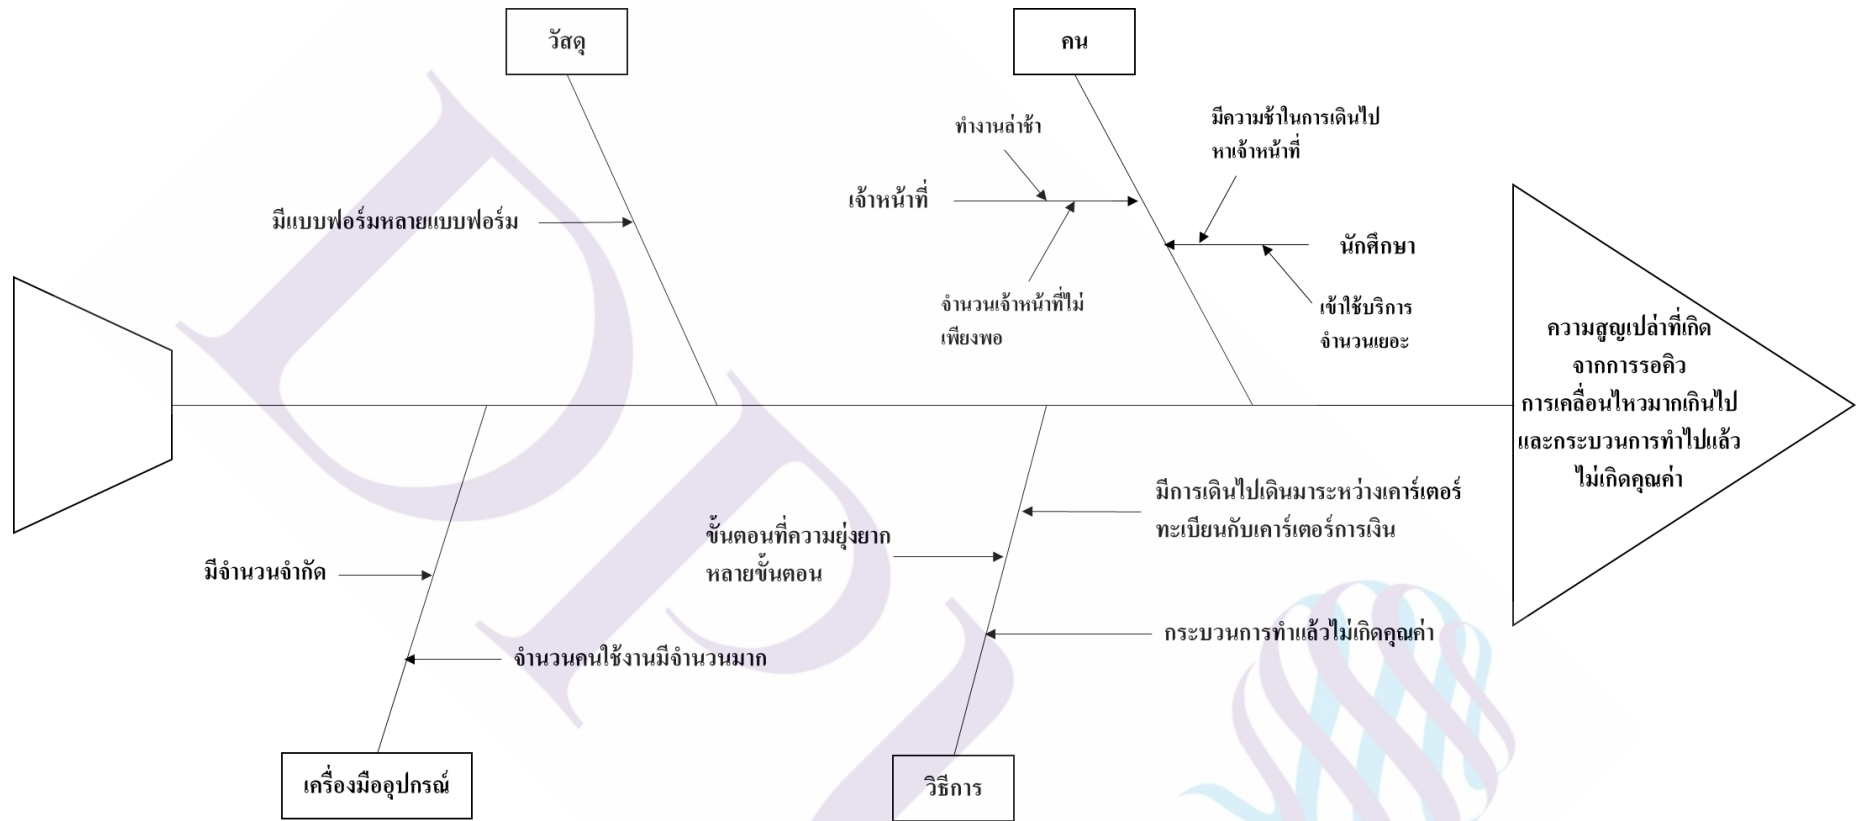 วัสดุ
คน
ทำงานล่าช้า
มีความช้าในการเดินไป
หาเจ้าหน้าที่
เจ้าหน้าที่
มีแบบฟอร์มหลายแบบฟอร์ม
นักศึกษา
จำนวนเจ้าหน้าที่ไม่
เพียงพอ
เข้าใช้บริการ
จำนวนเยอะ
ความสูญเปล่าที่เกิด
จากการรอคิว
การเคลื่อนไหวมากเกินไป
และกระบวนการทำไปแล้ว
ไม่เกิดคุณค่า
มีการเดินไปเดินมาระหว่างเคาร์เตอร์
ทะเบียนกับเคาร์เตอร์การเงิน
ขั้นตอนที่ความยุ่งยาก
หลายขั้นตอน
มีจำนวนจำกัด
กระบวนการทำแล้วไม่เกิดคุณค่า
จำนวนคนใช้งานมีจำนวนมาก
เครื่องมืออุปกรณ์
วิธีการ